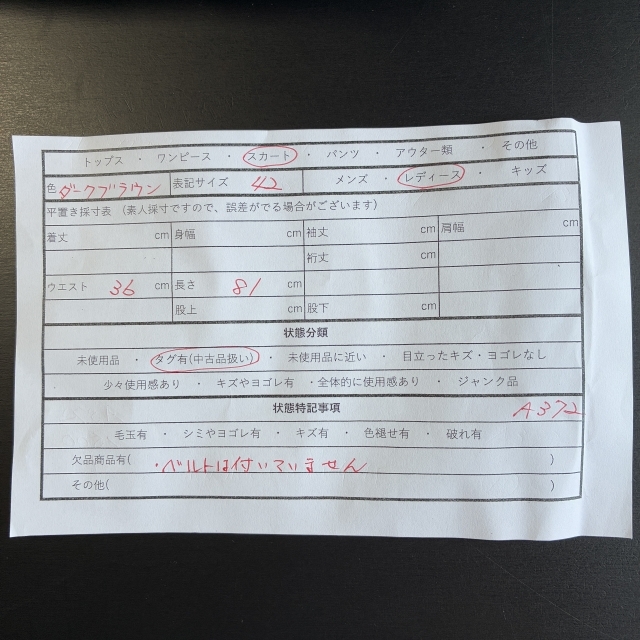 トップス ・ ワンピース ・ スカート ・ パンツ ・ アウター類 ・ その他
色 ダークブラウン 表記サイズ 42 メンズ ・ レディース ・ キッズ
平置き採寸表 (素人採寸ですので、誤差がでる場合がございます)
着丈 cm 身幅 cm 袖丈 cm 肩幅 cm
裄丈 cm
ウエスト 36 cm 長さ 81 cm
股上 cm 股下 cm
状態分類
未使用品 ・ タグ有(中古品扱い) ・ 未使用品に近い ・ 目立ったキズ・ヨゴレなし
少々使用感あり ・ キズやヨゴレ有 ・全体的に使用感あり ・ ジャンク品
状態特記事項 A372
毛玉有 ・ シミやヨゴレ有 ・ キズ有 ・ 色褪せ有 ・ 破れ有
欠品商品有( ・ベルトは付いていません )
その他( )